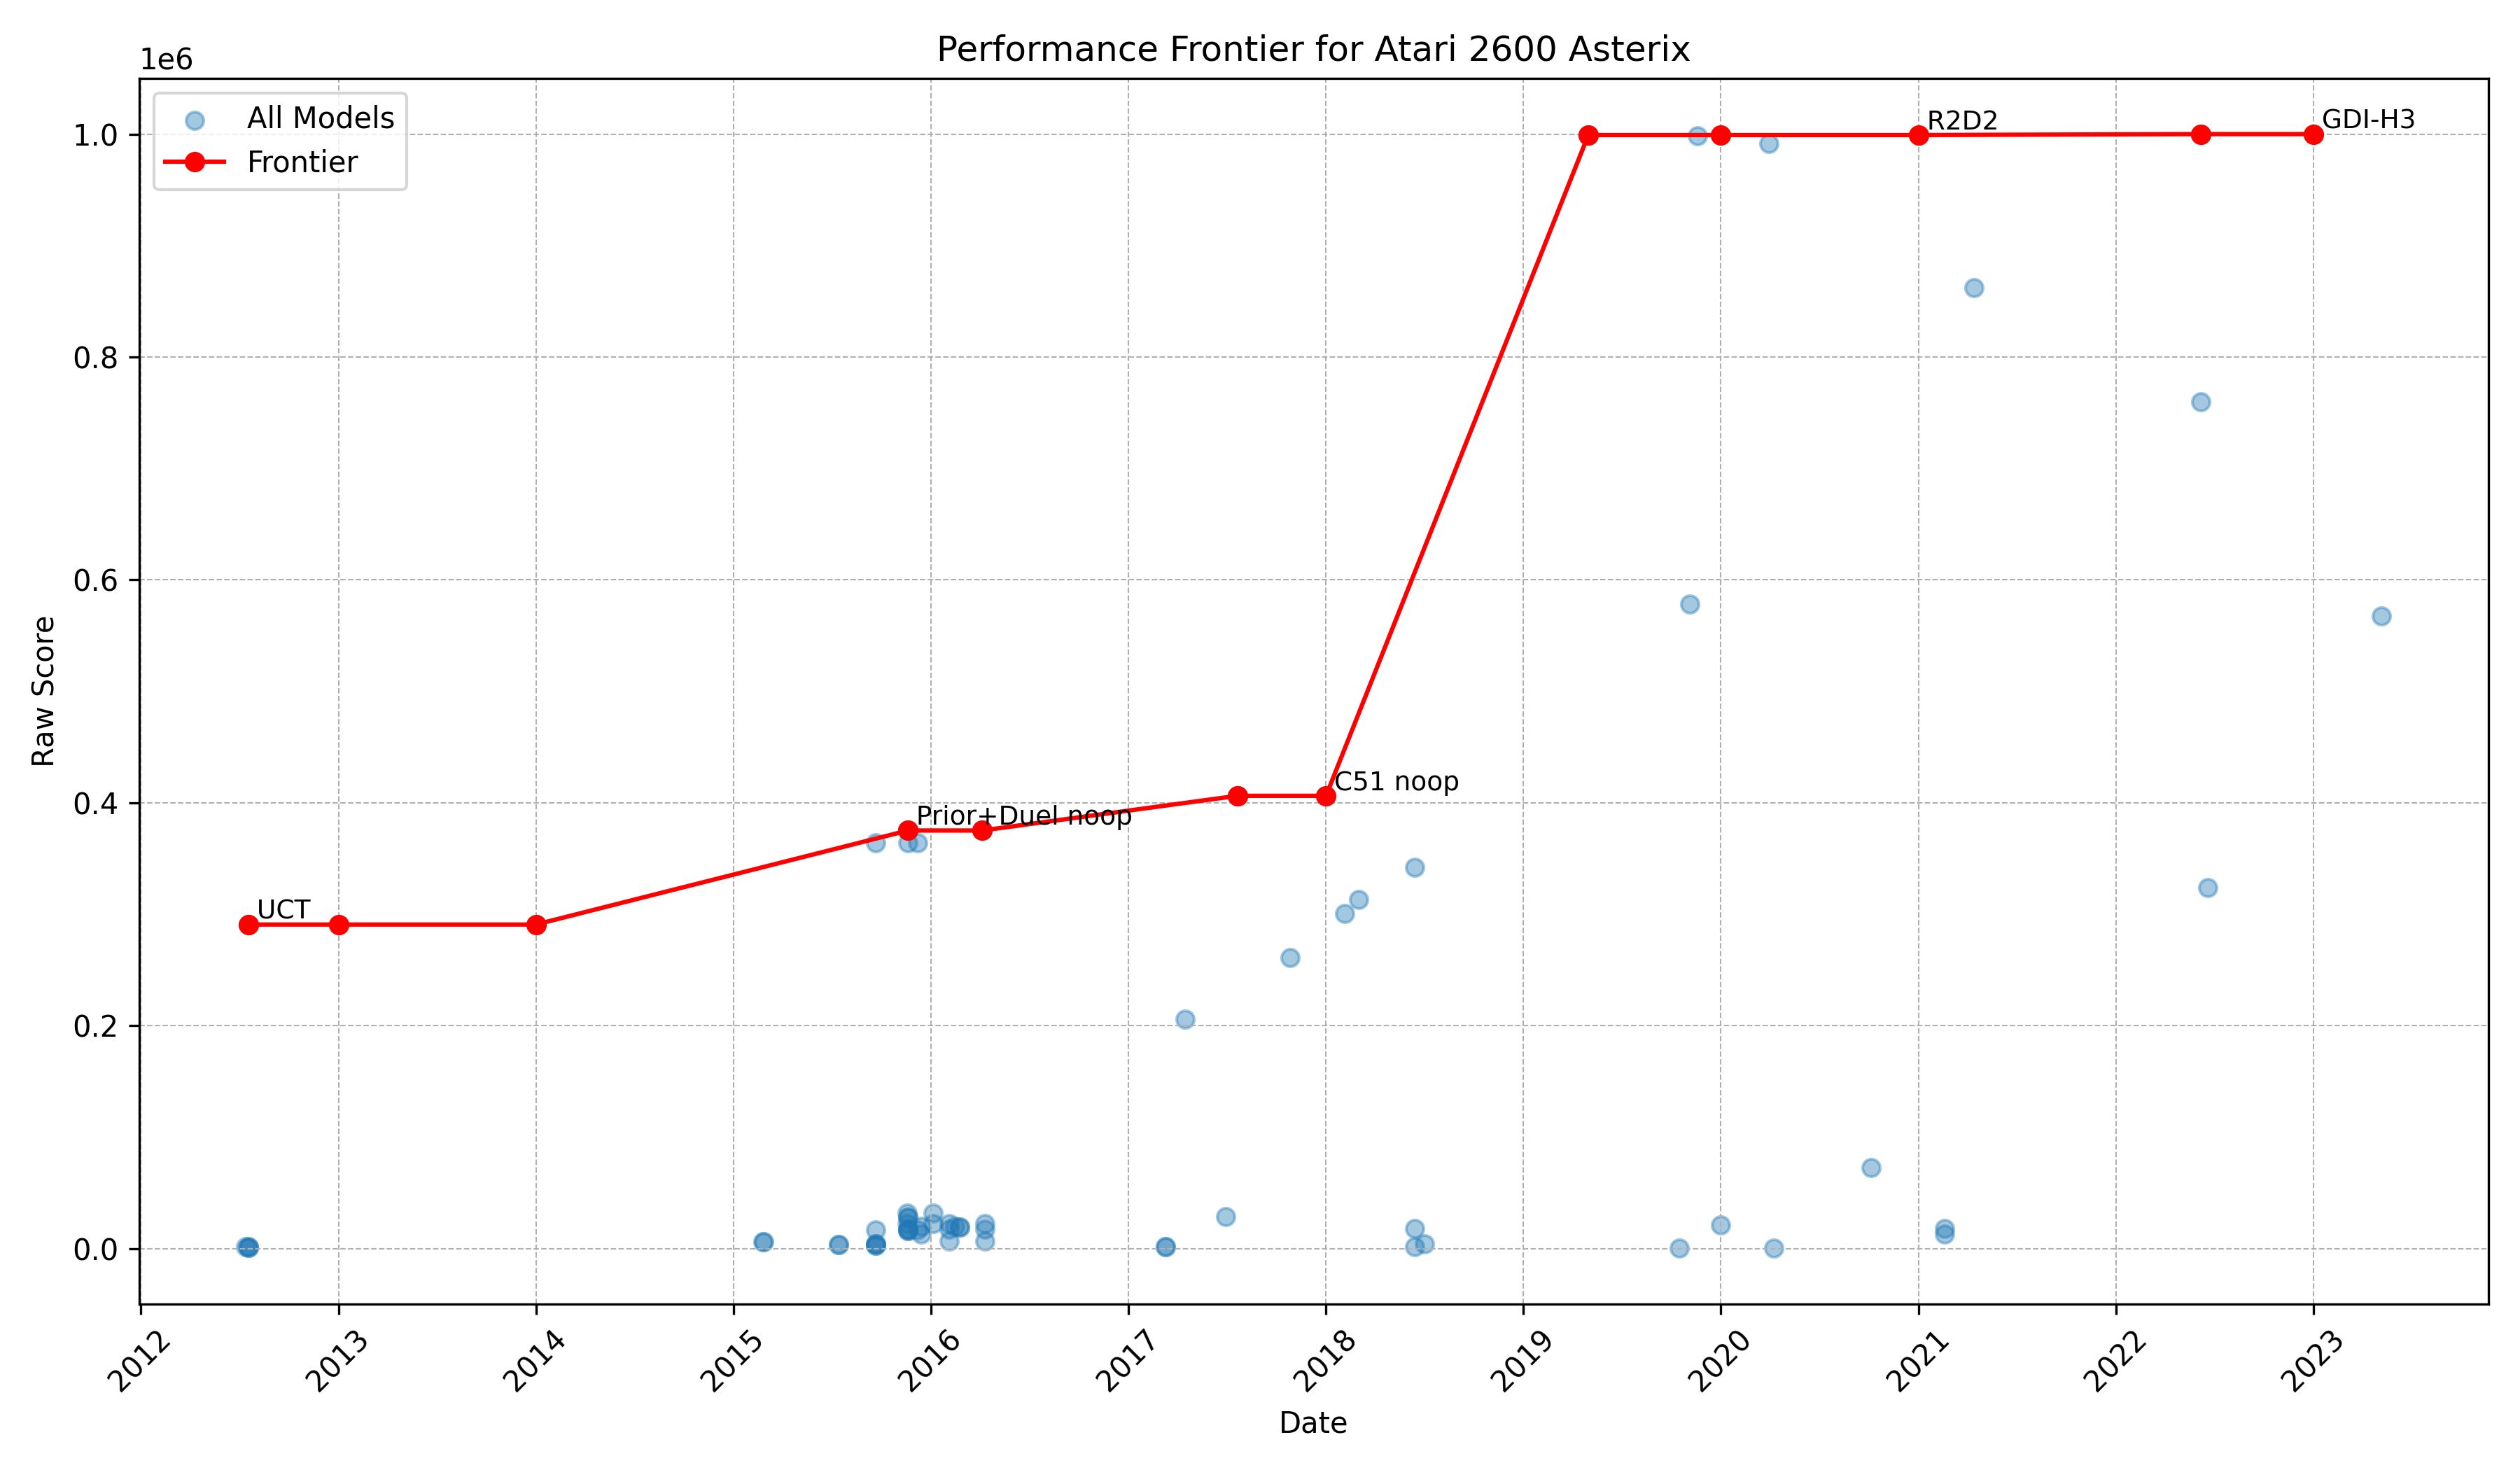 Performance Frontier for Atari 2600 Asterix
1e6
All Models
Frontier
1.0
0.8
0.6
0.4
0.2
0.0
Raw Score
UCT
Prior+Duel noop
C51 noop
R2D2
GDI-H3
2012
2013
2014
2015
2016
2017
2018
2019
2020
2021
2022
2023
Date